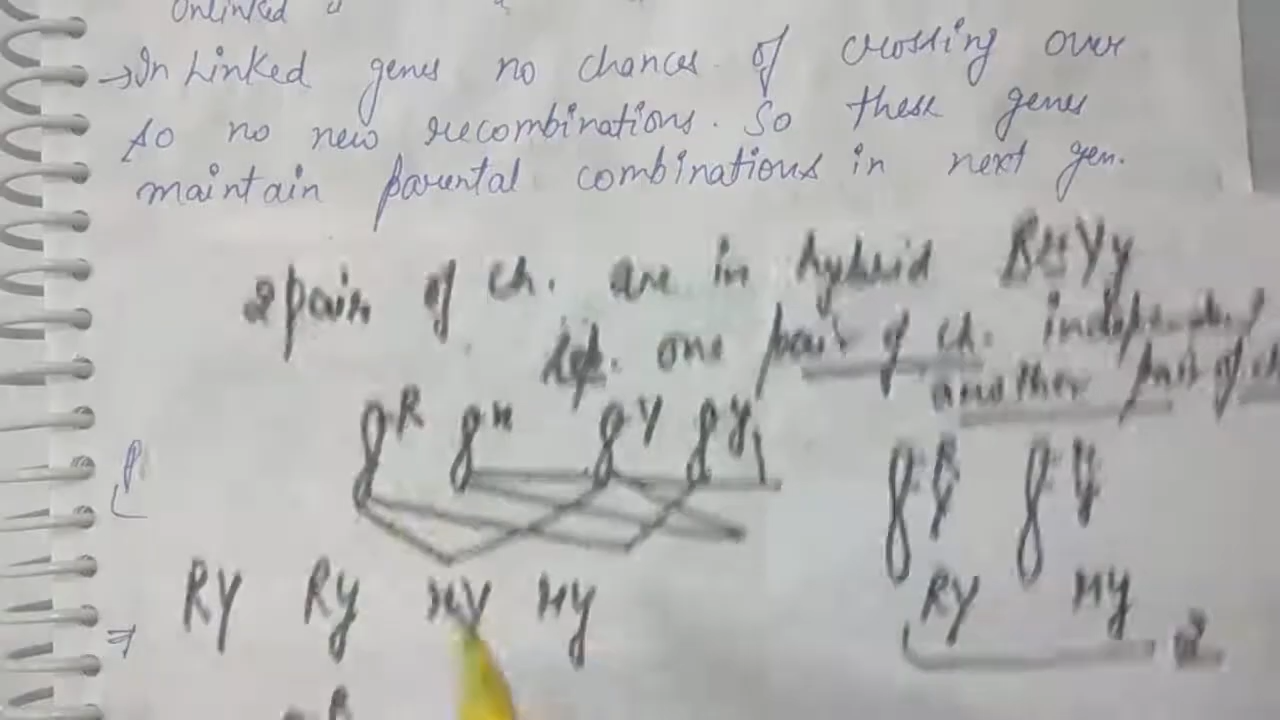 Unlinked "
→In Linked genes no chances of crossing over
so no new recombinations. So these genes
maintain parental combinations in next gen.
2 pair of ch. are in hybrid RrYy
one pair of ch. independent
another pair of ch
R r Y y
RY Ry rY ry
RY ry
2